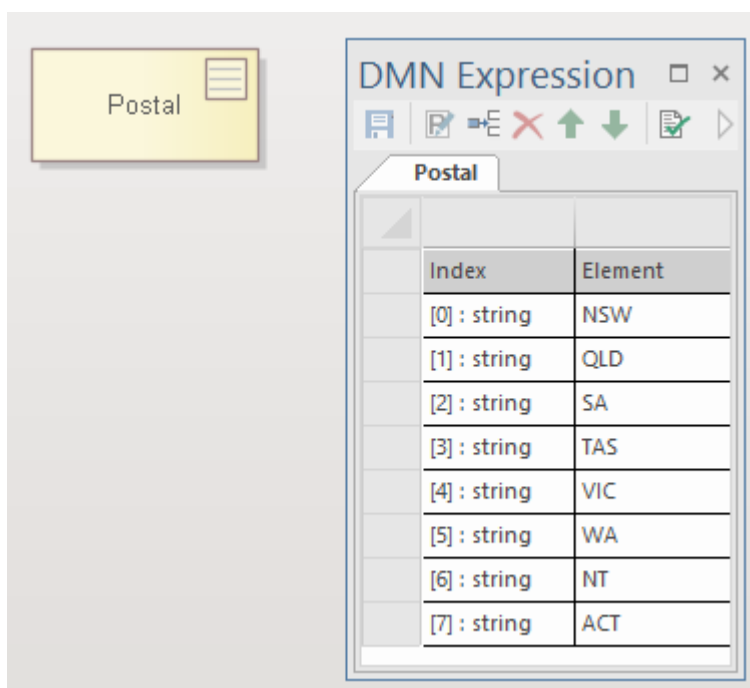 Postal
DMN Expression
Postal
Index Element
[0] : string NSW
[1] : string QLD
[2] : string SA
[3] : string TAS
[4] : string VIC
[5] : string WA
[6] : string NT
[7] : string ACT